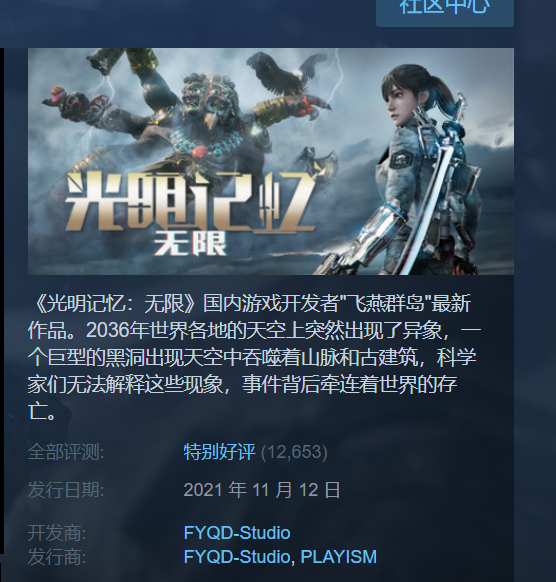 社区中心
光明记忆
无限
《光明记忆：无限》国内游戏开发者"飞燕群岛"最新
作品。2036年世界各地的天空上突然出现了异象，一
个巨型的黑洞出现天空中吞噬着山脉和古建筑，科学
家们无法解释这些现象，事件背后牵连着世界的存
亡。
全部评测: 特别好评 (12,653)
发行日期: 2021 年 11 月 12 日
开发商: FYQD-Studio
发行商: FYQD-Studio, PLAYISM